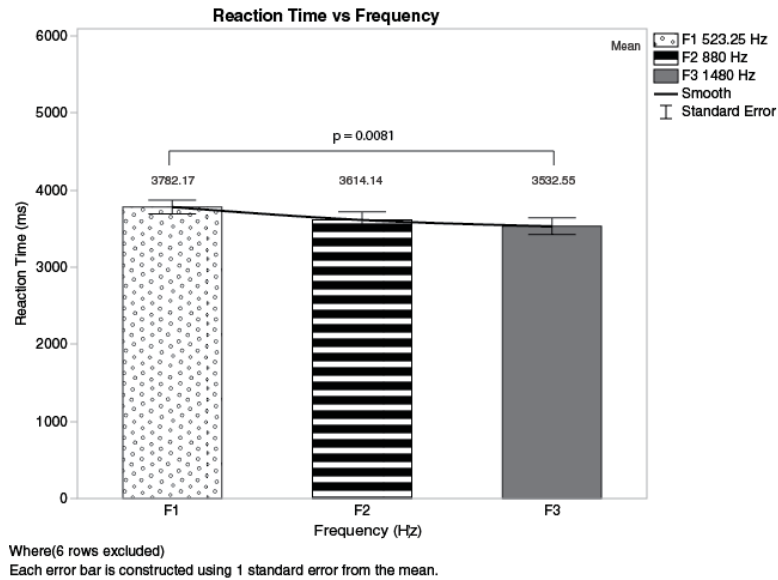 Reaction Time vs Frequency
Mean
F1 523.25 Hz
F2 880 Hz
F3 1480 Hz
Smooth
Standard Error
6000
5000
4000
3000
2000
1000
0
Reaction Time (ms)
p = 0.0081
3782.17
3614.14
3532.55
F1
F2
F3
Frequency (Hz)
Where(6 rows excluded)
Each error bar is constructed using 1 standard error from the mean.